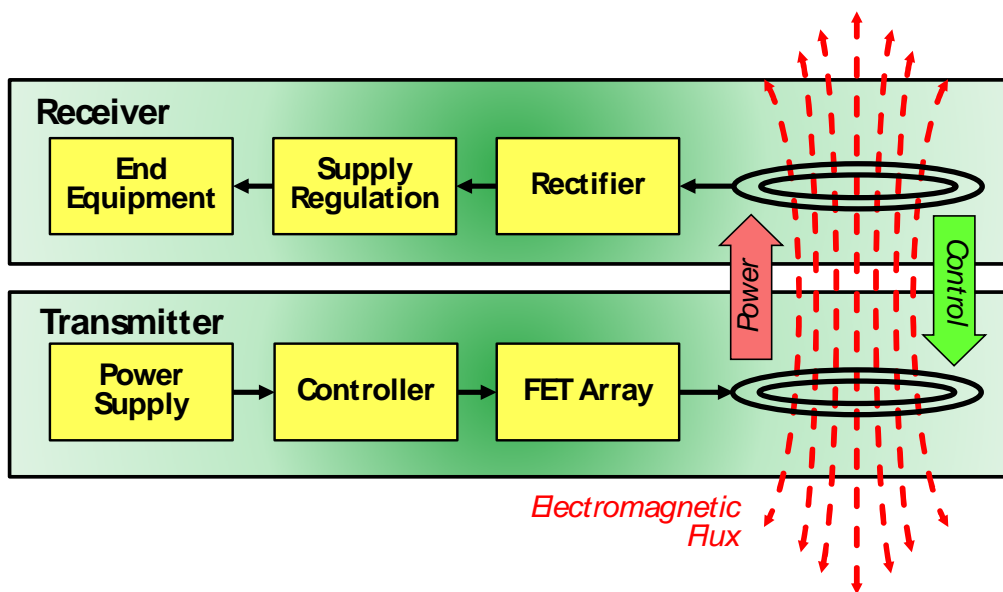 Receiver
End
Equipment
Supply
Regulation
Rectifier
Power
Control
Transmitter
Power
Supply
Controller
FET Array
Electromagnetic
Flux